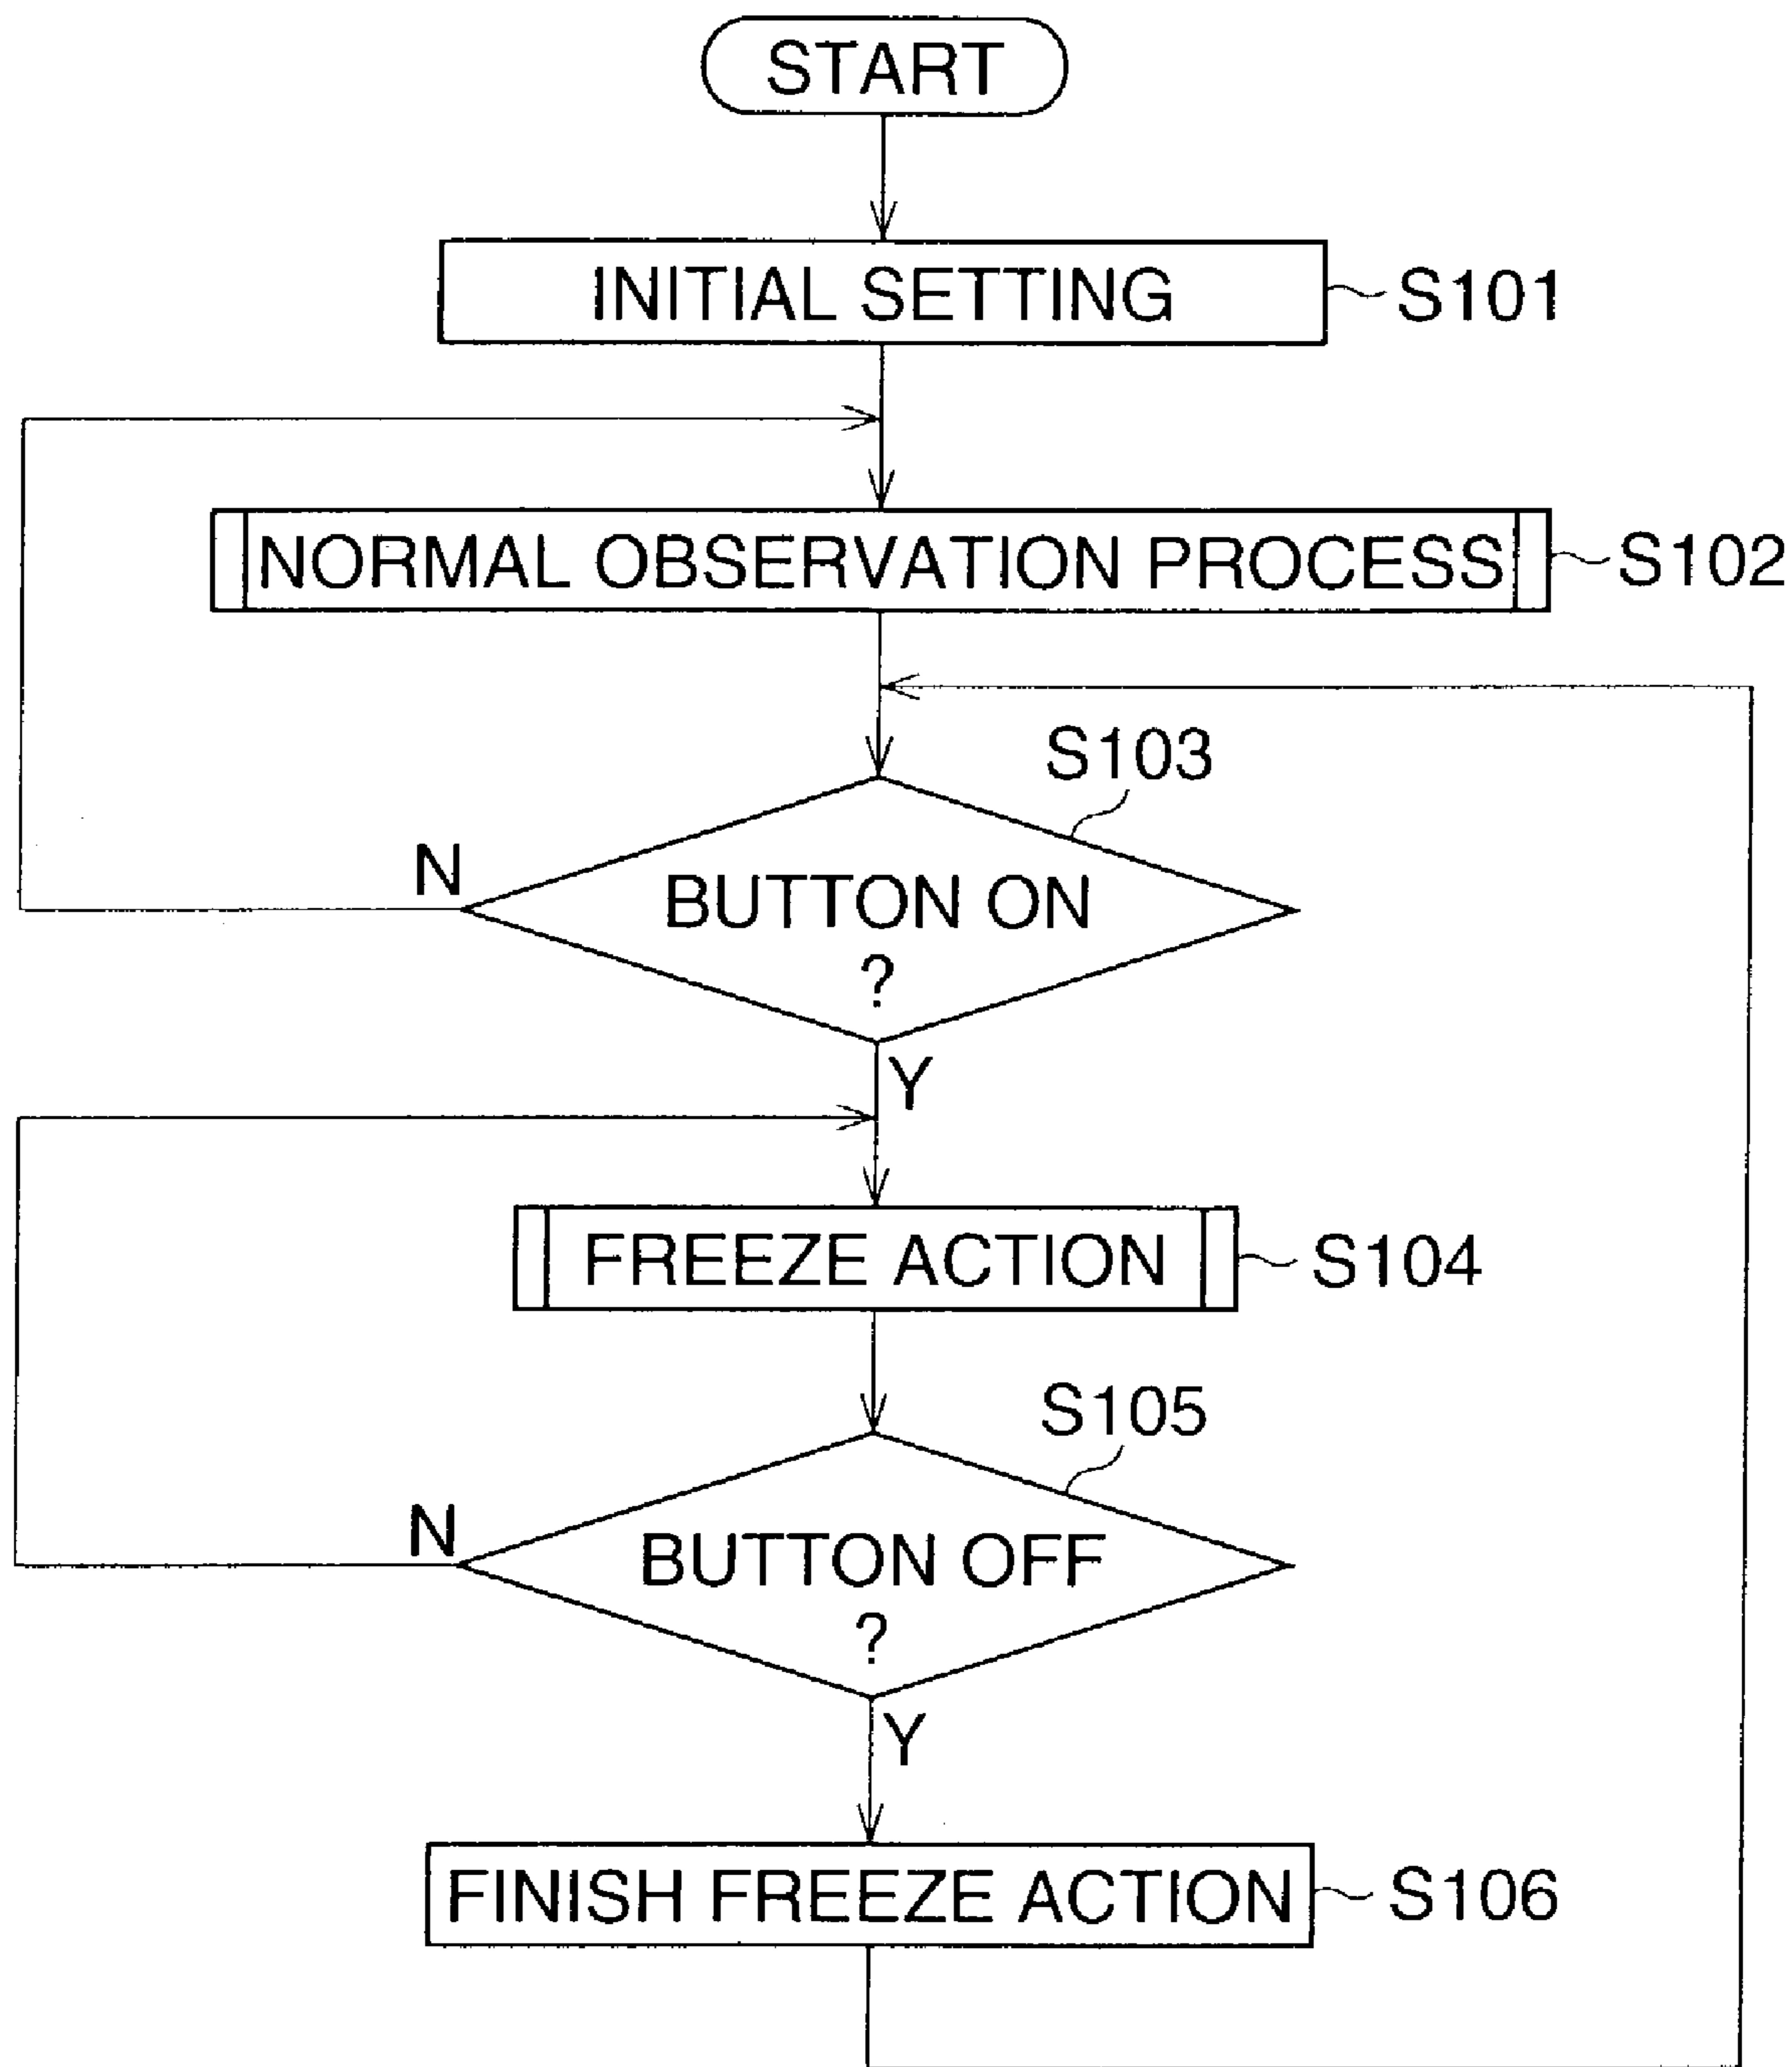 START
INITIAL SETTING
S101
NORMAL OBSERVATION PROCESS
S102
S103
N
BUTTON ON
?
Y
FREEZE ACTION
S104
S105
N
BUTTON OFF
?
Y
FINISH FREEZE ACTION
S106